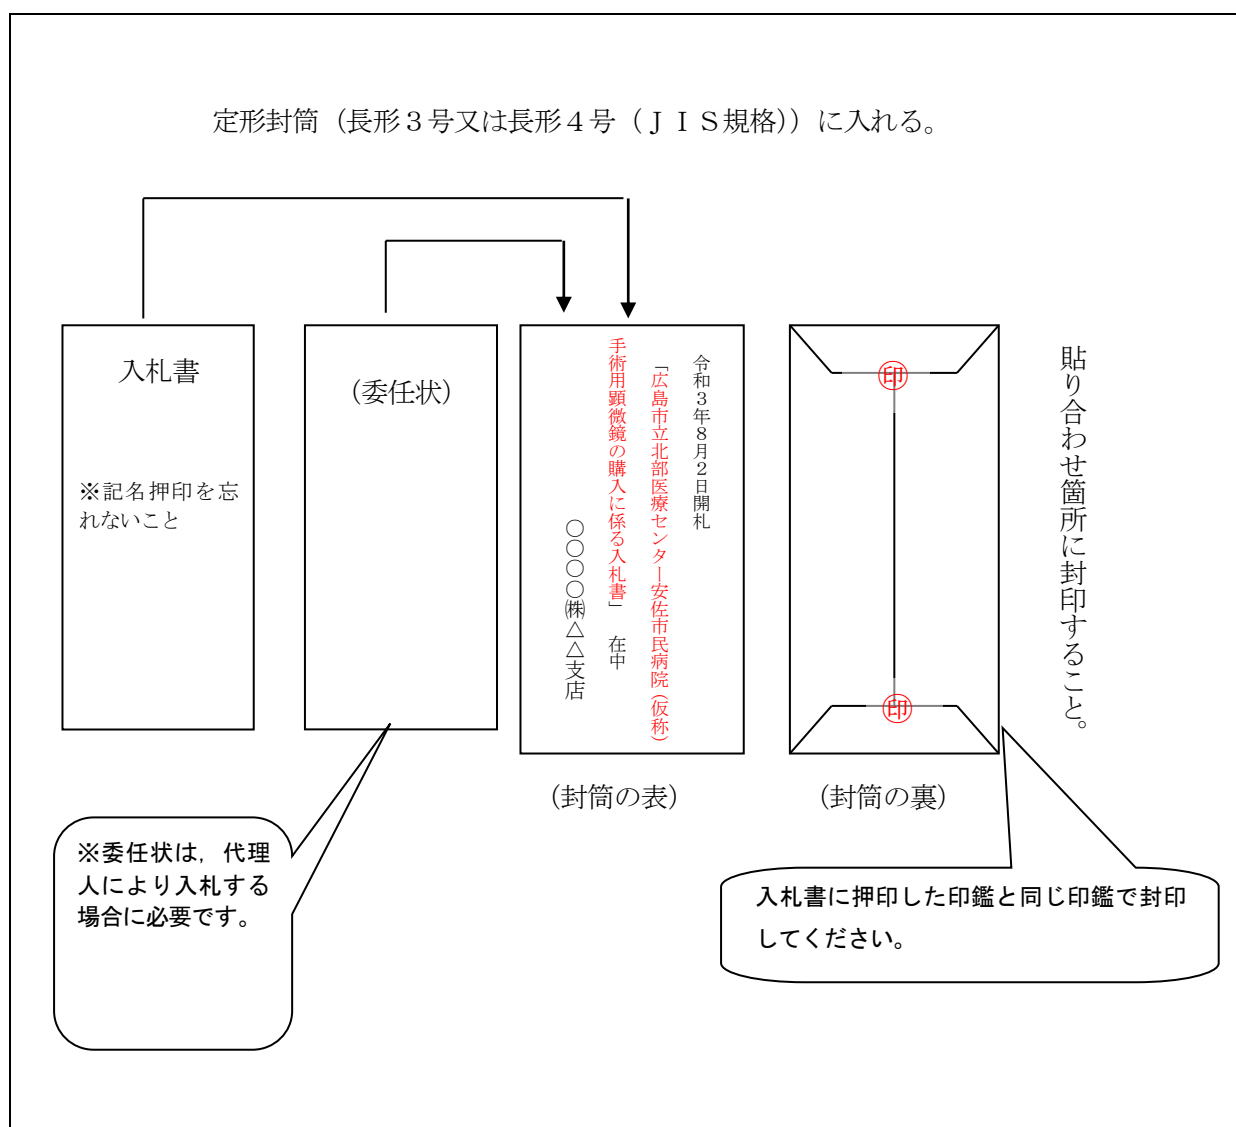 定形封筒（長形３号又は長形４号（ＪＩＳ規格））に入れる。
入札書
※記名押印を忘
れないこと
（委任状）
令和３年８月２日開札
「広島市立北部医療センター安佐市民病院（仮称）
手術用顕微鏡の購入に係る入札書」　在中
○○○○㈱△△支店
（封筒の表）
印
印
（封筒の裏）
貼り合わせ箇所に封印すること。
※委任状は，代理
人により入札する
場合に必要です。
入札書に押印した印鑑と同じ印鑑で封印
してください。